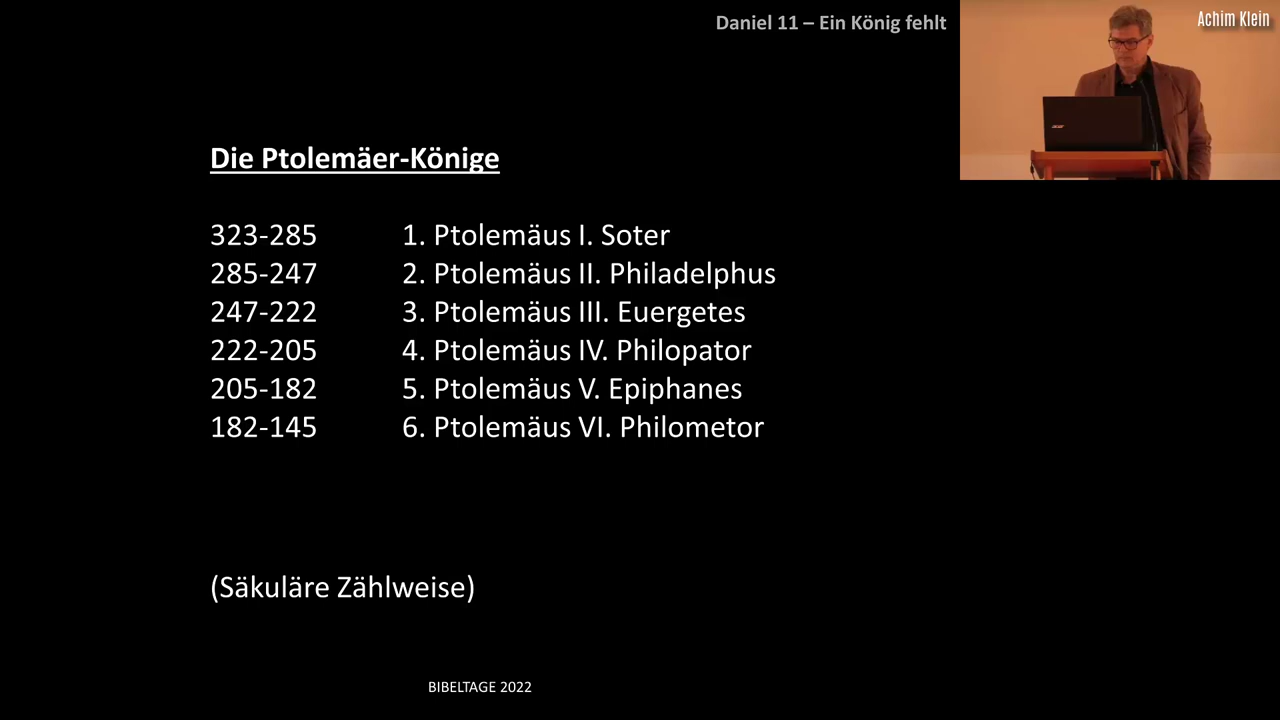 Daniel 11 – Ein König fehlt
Achim Klein
Die Ptolemäer-Könige
323-285 1. Ptolemäus I. Soter
285-247 2. Ptolemäus II. Philadelphus
247-222 3. Ptolemäus III. Euergetes
222-205 4. Ptolemäus IV. Philopator
205-182 5. Ptolemäus V. Epiphanes
182-145 6. Ptolemäus VI. Philometor
(Säkuläre Zählweise)
BIBELTAGE 2022
acer